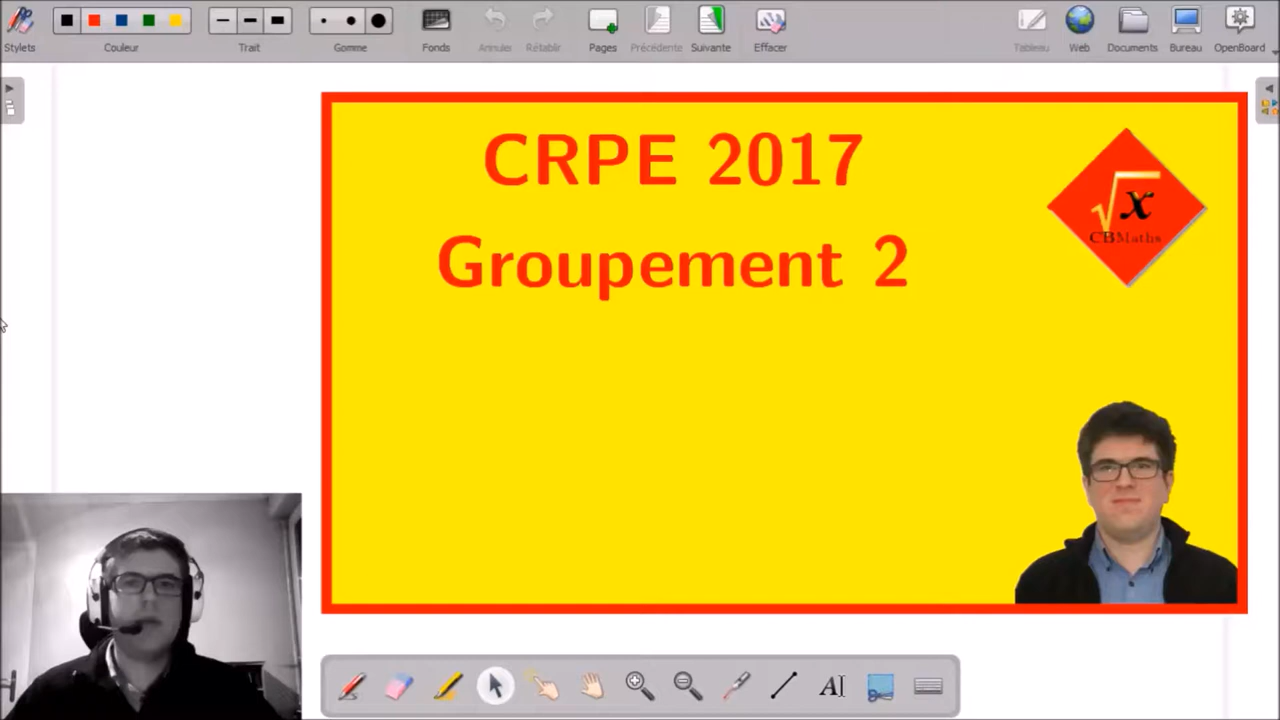 Stylets
Couleur
Trait
Gomme
Fonds
Annuler
Rétablir
Pages
Précédente
Suivante
Effacer
Tableau
Web
Documents
Bureau
OpenBoard
CRPE 2017
Groupement 2
√x
CBMaths
AI